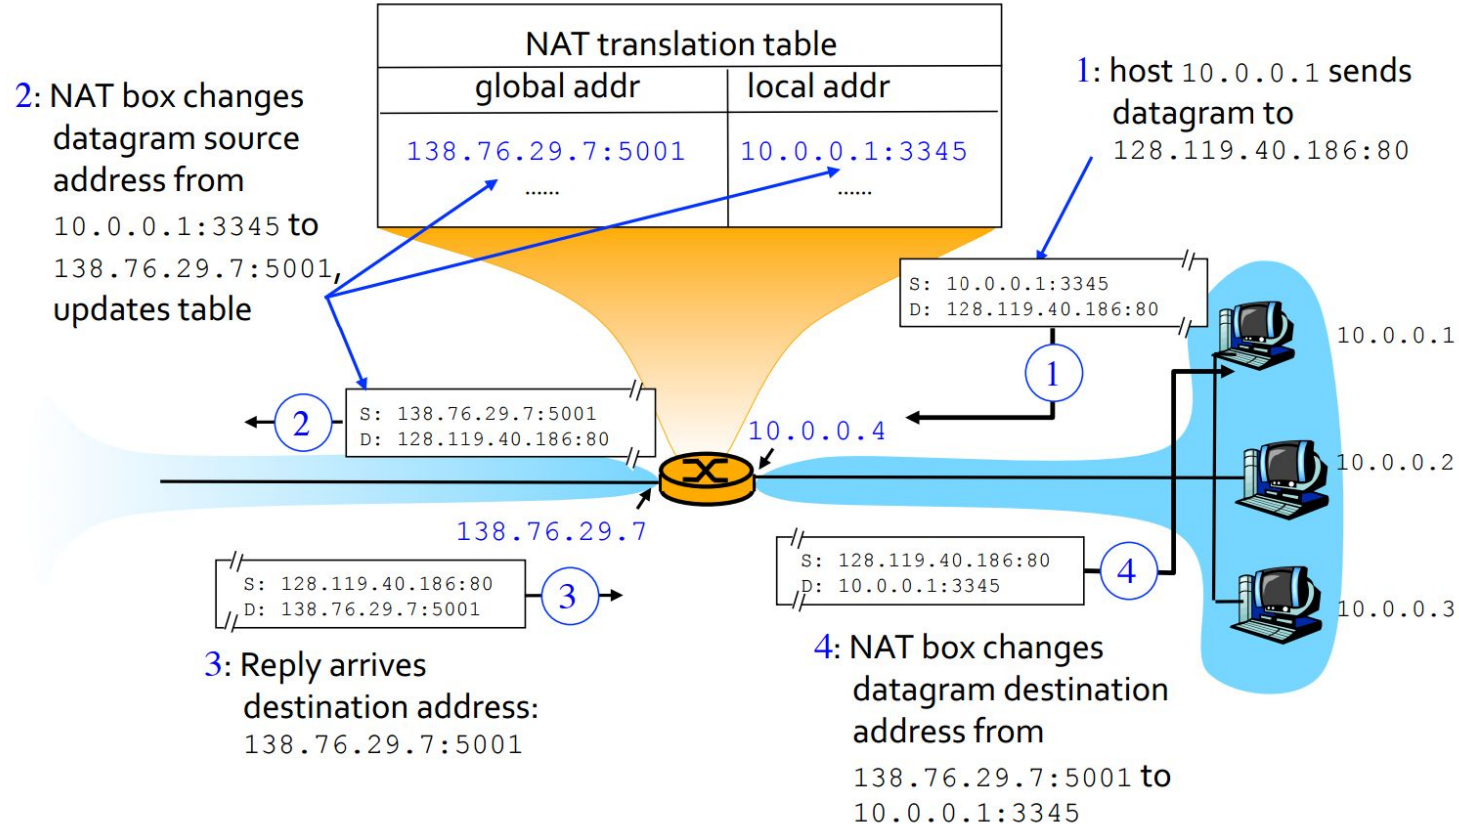 NAT translation table
global addr
local addr
138.76.29.7:5001
10.0.0.1:3345
......
......
2: NAT box changes
datagram source
address from
10.0.0.1:3345 to
138.76.29.7:5001,
updates table
1: host 10.0.0.1 sends
datagram to
128.119.40.186:80
S: 10.0.0.1:3345
D: 128.119.40.186:80
1
10.0.0.1
2
S: 138.76.29.7:5001
D: 128.119.40.186:80
10.0.0.4
10.0.0.2
138.76.29.7
S: 128.119.40.186:80
D: 138.76.29.7:5001
3
S: 128.119.40.186:80
D: 10.0.0.1:3345
4
10.0.0.3
3: Reply arrives
destination address:
138.76.29.7:5001
4: NAT box changes
datagram destination
address from
138.76.29.7:5001 to
10.0.0.1:3345